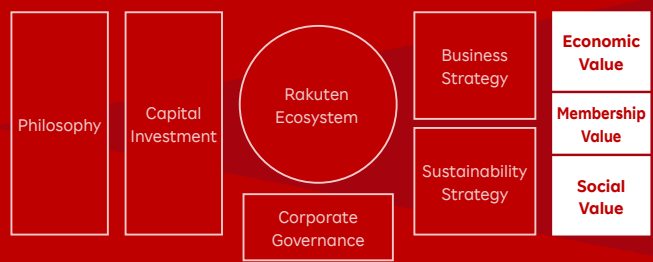 Philosophy
Capital
Investment
Rakuten
Ecosystem
Corporate
Governance
Business
Strategy
Sustainability
Strategy
Economic
Value
Membership
Value
Social
Value